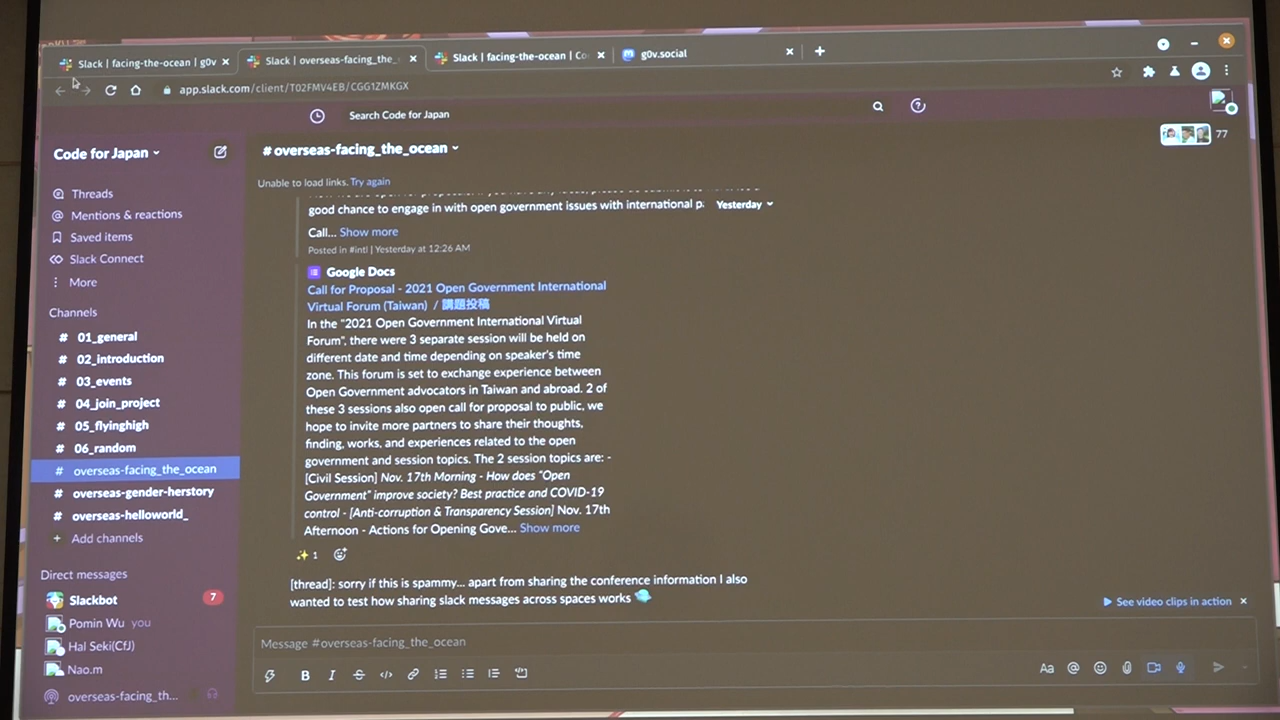 Slack | facing-the-ocean | g0v
Slack | overseas-facing_the_
Slack | facing-the-ocean | Co
g0v.social
app.slack.com/client/T02FMV4EB/CGG1ZMKGX
Search Code for Japan
Code for Japan
# overseas-facing_the_ocean
77
Unable to load links. Try again
Threads
Mentions & reactions
Saved items
Slack Connect
More
Channels
# 01_general
# 02_introduction
# 03_events
# 04_join_project
# 05_flyinghigh
# 06_random
# overseas-facing_the_ocean
# overseas-gender-herstory
# overseas-helloworld_
+ Add channels
Direct messages
Slackbot 7
Pomin Wu you
Hal Seki(CfJ)
Nao.m
overseas-facing_th...
good chance to engage in with open government issues with international p
Yesterday
Call... Show more
Posted in #intl | Yesterday at 12:26 AM
Google Docs
Call for Proposal - 2021 Open Government International
Virtual Forum (Taiwan) / 講題投稿
In the "2021 Open Government International Virtual
Forum", there were 3 separate session will be held on
different date and time depending on speaker's time
zone. This forum is set to exchange experience between
Open Government advocators in Taiwan and abroad. 2 of
these 3 sessions also open call for proposal to public, we
hope to invite more partners to share their thoughts,
finding, works, and experiences related to the open
government and session topics. The 2 session topics are: -
[Civil Session] Nov. 17th Morning - How does "Open
Government" improve society? Best practice and COVID-19
control - [Anti-corruption & Transparency Session] Nov. 17th
Afternoon - Actions for Opening Gove... Show more
1
[thread]: sorry if this is spammy... apart from sharing the conference information I also
wanted to test how sharing slack messages across spaces works
See video clips in action
Message #overseas-facing_the_ocean
B I S
Aa